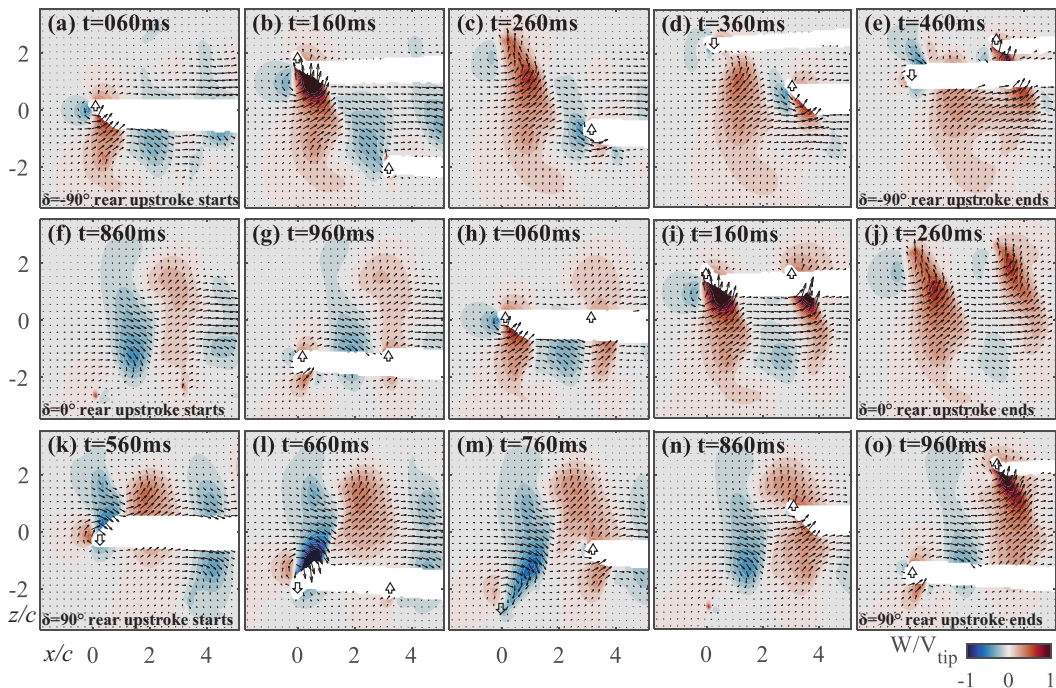 (a) t=060ms (b) t=160ms (c) t=260ms (d) t=360ms (e) t=460ms
2
0
-2
δ=-90° rear upstroke starts δ=-90° rear upstroke ends
(f) t=860ms (g) t=960ms (h) t=060ms (i) t=160ms (j) t=260ms
2
0
-2
δ=0° rear upstroke starts δ=0° rear upstroke ends
(k) t=560ms (l) t=660ms (m) t=760ms (n) t=860ms (o) t=960ms
2
0
-2
z/c δ=90° rear upstroke starts δ=90° rear upstroke ends
x/c 0 2 4 0 2 4 0 2 4 0 2 4 W/Vtip
-1 0 1